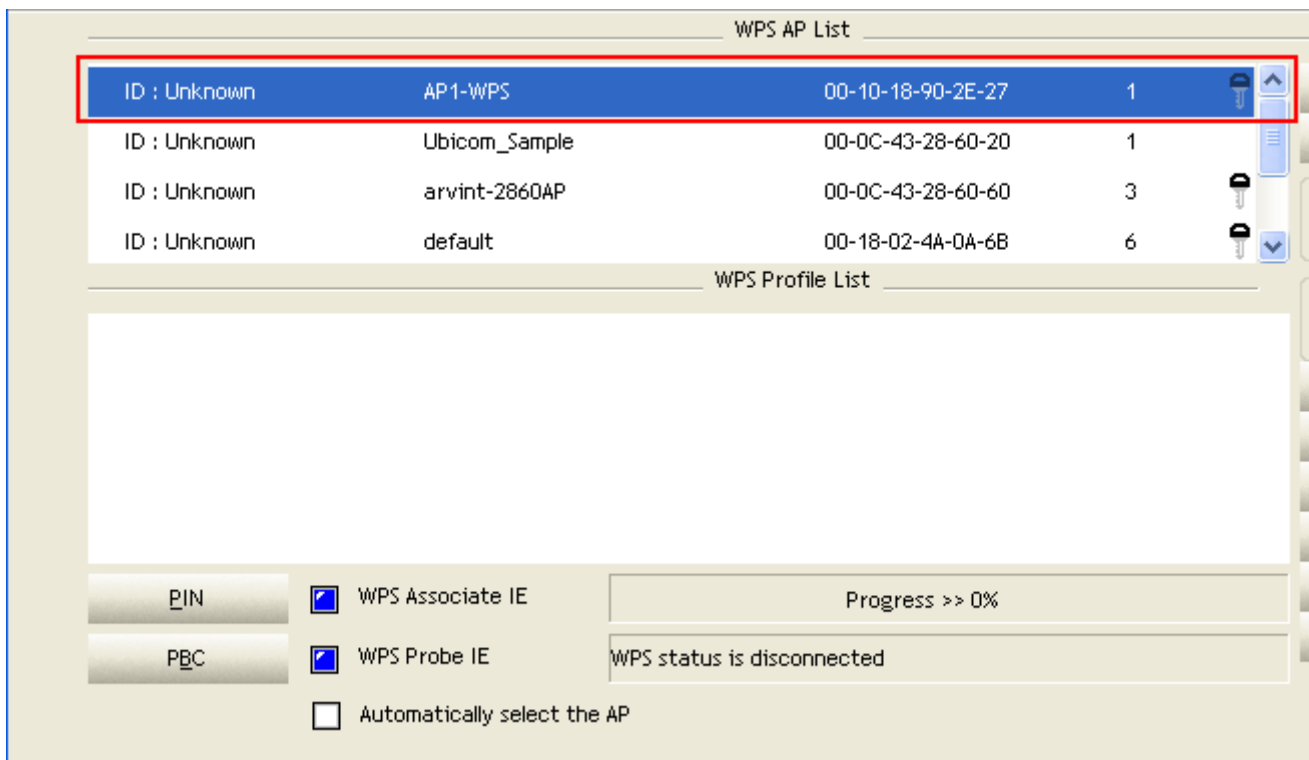 WPS AP List
ID : Unknown AP1-WPS 00-10-18-90-2E-27 1
ID : Unknown Ubicom_Sample 00-0C-43-28-60-20 1
ID : Unknown arvint-2860AP 00-0C-43-28-60-60 3
ID : Unknown default 00-18-02-4A-0A-6B 6
WPS Profile List
PIN WPS Associate IE Progress >> 0%
PBC WPS Probe IE WPS status is disconnected
Automatically select the AP